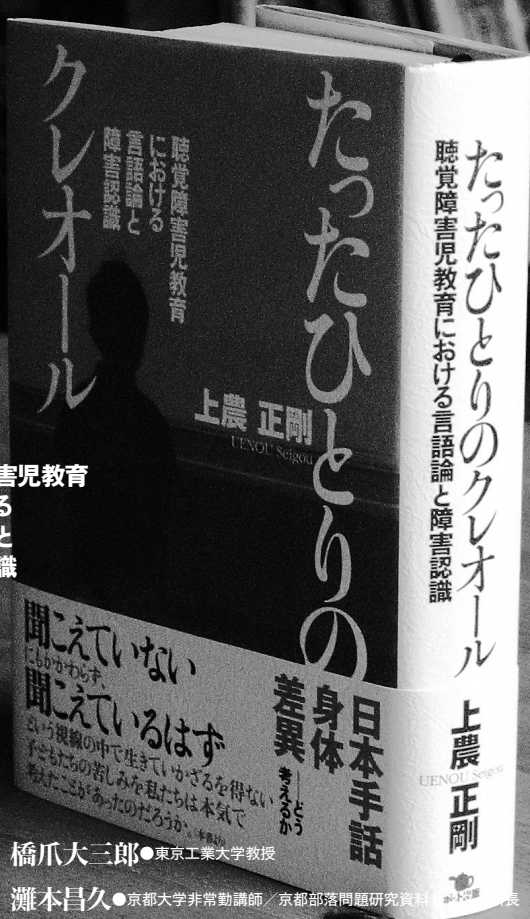 たったひとりの
クレオール
聴覚障害児教育
における
言語論と
障害認識
上農 正剛
UENOU Seigou
日本手話
身体
差異
──どう
考えるか
聞こえていない
にもかかわらず、
聞こえているはず
という視線の中で生きていかざるを得ない
子どもたちの苦しみを私たちは本気で
考えたことがあったのだろうか。
たったひとりのクレオール
聴覚障害児教育における言語論と障害認識
上農 正剛
UENOU Seigou
害児教育
る
と
識
橋爪大三郎●東京工業大学教授
灘本昌久●京都大学非常勤講師／京都部落問題研究資料
長